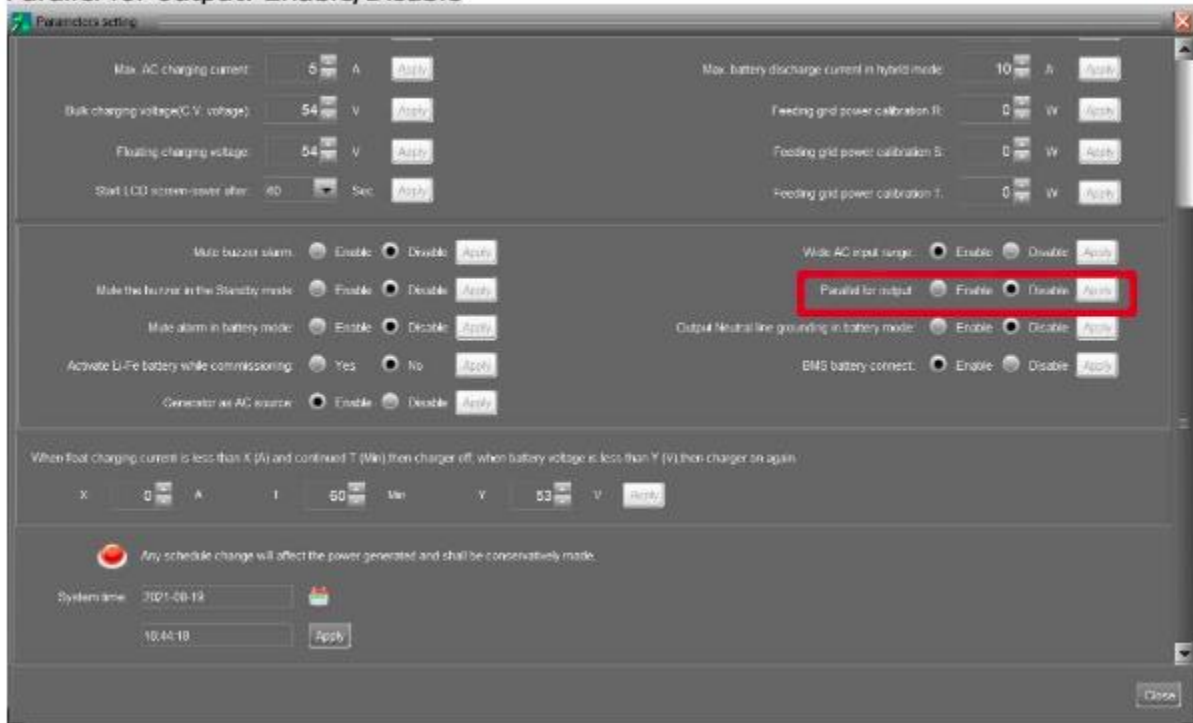 Parallel for output: Enable/Disable
Parameters setting
Max. AC charging current: 5 A Apply Max. battery discharge current in hybrid mode: 10 A Apply
Bulk charging voltage(C.V. voltage): 54 V Apply Feeding grid power calibration R: 0 W Apply
Floating charging voltage: 54 V Apply Feeding grid power calibration S: 0 W Apply
Start LCD screen-saver after: 60 Sec Apply Feeding grid power calibration T: 0 W Apply
Mute buzzer alarm: Enable Disable Apply Wide AC input range: Enable Disable Apply
Mute the buzzer in the Standby mode: Enable Disable Apply Parallel for output: Enable Disable Apply
Mute alarm in battery mode: Enable Disable Apply Output Neutral line grounding in battery mode: Enable Disable Apply
Activate Li-Fe battery while commissioning: Yes No Apply BMS battery connect: Enable Disable Apply
Generator as AC source: Enable Disable Apply
When float charging current is less than X (A) and continued T (Min),then charger off, when battery voltage is less than Y (V),then charger on again.
X 0 A T 60 Min Y 53 V Apply
Any schedule change will affect the power generated and shall be conservatively made.
System time: 2021-08-19
Apply
Close